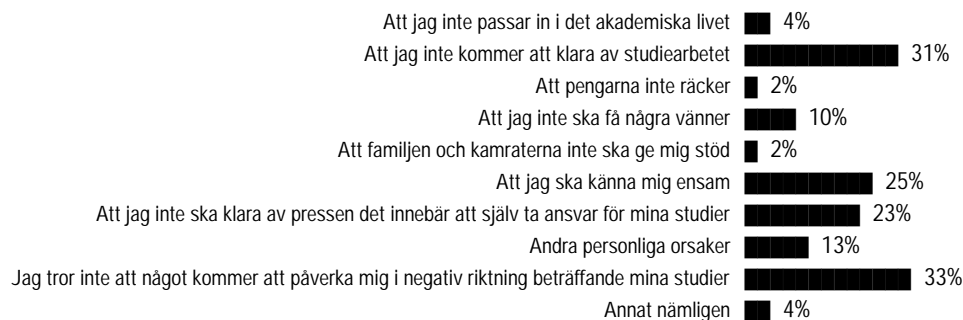 Att jag inte passar in i det akademiska livet 4%
Att jag inte kommer att klara av studiearbetet 31%
Att pengarna inte räcker 2%
Att jag inte ska få några vänner 10%
Att familjen och kamraterna inte ska ge mig stöd 2%
Att jag ska känna mig ensam 25%
Att jag inte ska klara av pressen det innebär att själv ta ansvar för mina studier 23%
Andra personliga orsaker 13%
Jag tror inte att något kommer att påverka mig i negativ riktning beträffande mina studier 33%
Annat nämligen 4%